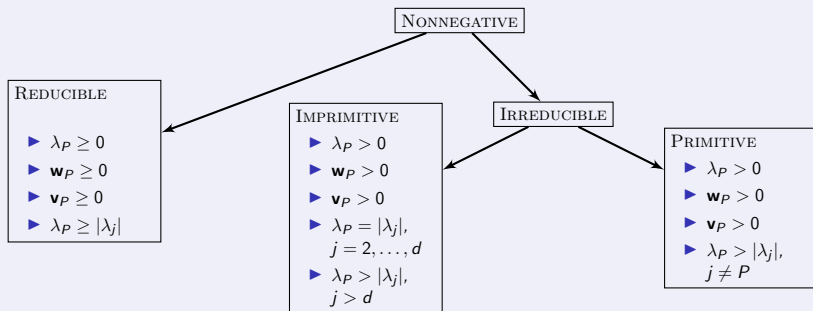 NONNEGATIVE
REDUCIBLE
▶ λ_P ≥ 0
▶ w_P ≥ 0
▶ v_P ≥ 0
▶ λ_P ≥ |λ_j|
IRREDUCIBLE
IMPRIMITIVE
▶ λ_P > 0
▶ w_P > 0
▶ v_P > 0
▶ λ_P = |λ_j|,
j = 2, . . . , d
▶ λ_P > |λ_j|,
j > d
PRIMITIVE
▶ λ_P > 0
▶ w_P > 0
▶ v_P > 0
▶ λ_P > |λ_j|,
j ≠ P